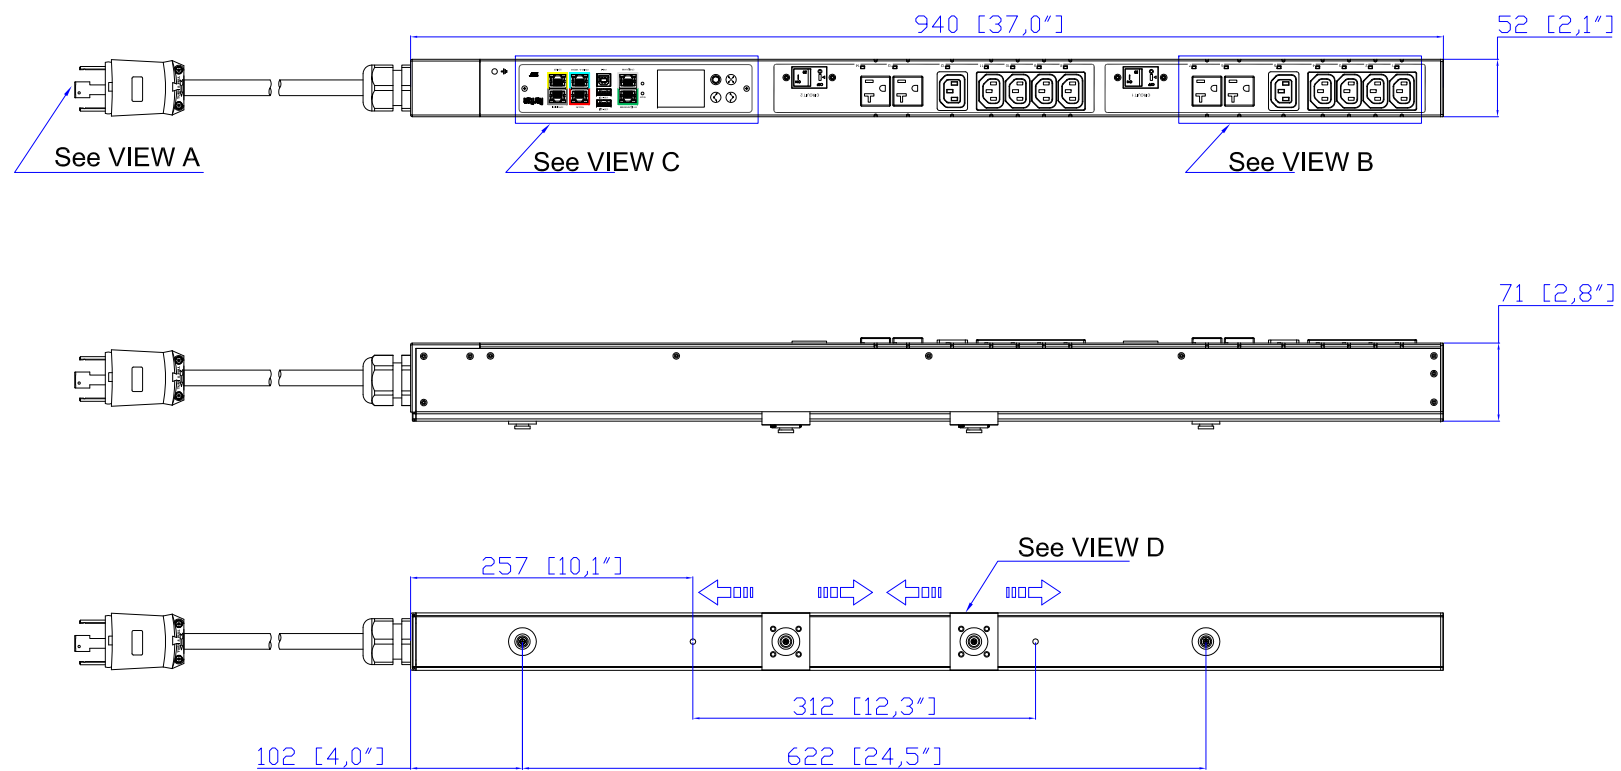 940 [37,0"]
52 [2,1"]
See VIEW A
See VIEW C
See VIEW B
71 [2,8"]
See VIEW D
257 [10,1"]
312 [12,3"]
102 [4,0"]
622 [24,5"]